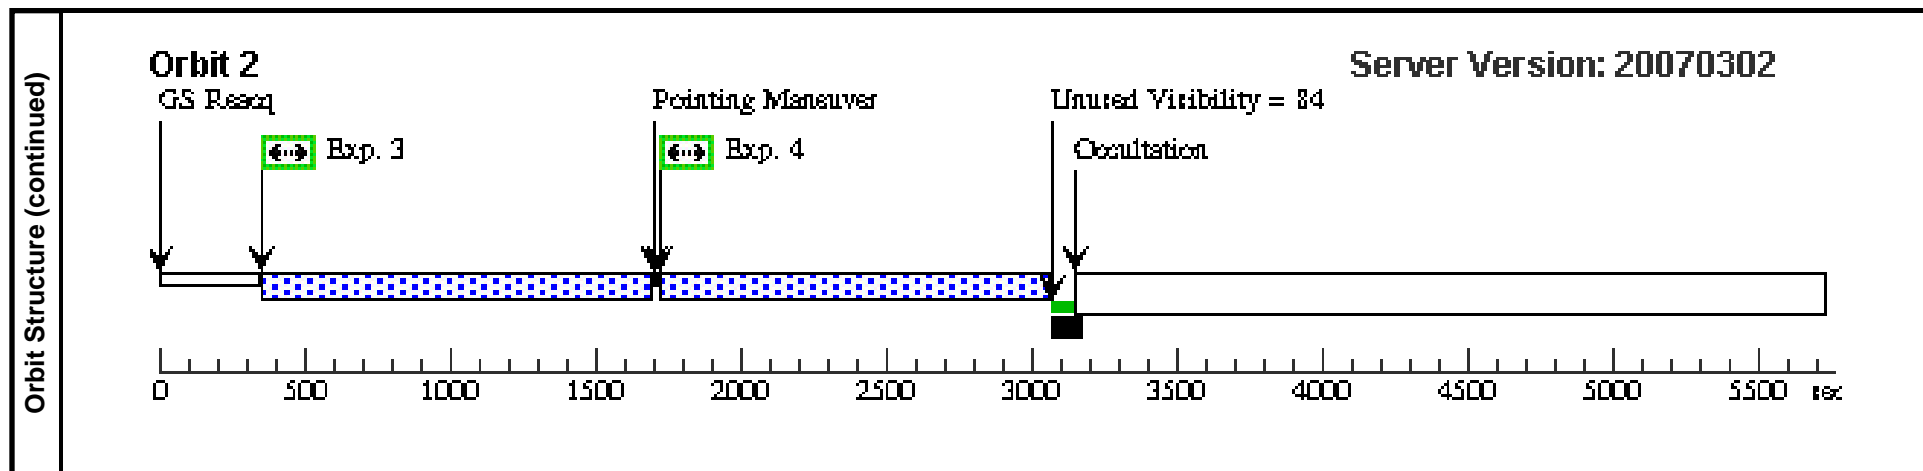 Orbit Structure (continued)
Orbit 2
Server Version: 20070302
GS Reacq
Pointing Maneuver
Unused Visibility = 84
Exp. 3
Exp. 4
Occultation
0 500 1000 1500 2000 2500 3000 3500 4000 4500 5000 5500 sec